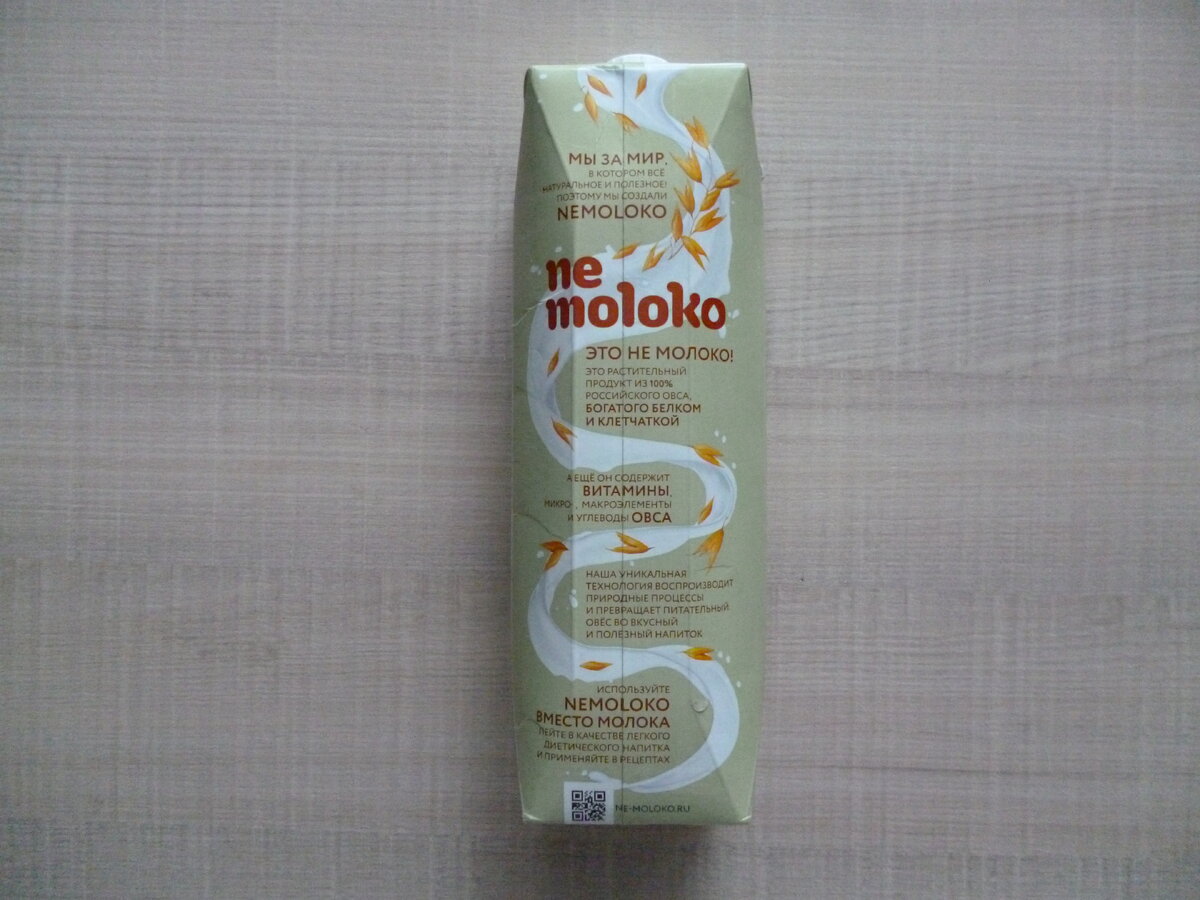 МЫ ЗА МИР,
В КОТОРОМ ВСЁ
НАТУРАЛЬНОЕ И ПОЛЕЗНОЕ!
ПОЭТОМУ МЫ СОЗДАЛИ
NEMOLOKO
ne
moloko
ЭТО НЕ МОЛОКО!
ЭТО РАСТИТЕЛЬНЫЙ
ПРОДУКТ ИЗ 100%
РОССИЙСКОГО ОВСА,
БОГАТОГО БЕЛКОМ
И КЛЕТЧАТКОЙ
А ЕЩЁ ОН СОДЕРЖИТ
ВИТАМИНЫ,
МИКРО-, МАКРОЭЛЕМЕНТЫ
И УГЛЕВОДЫ ОВСА
НАША УНИКАЛЬНАЯ
ТЕХНОЛОГИЯ ВОСПРОИЗВОДИТ
ПРИРОДНЫЕ ПРОЦЕССЫ
И ПРЕВРАЩАЕТ ПИТАТЕЛЬНЫЙ
ОВЁС ВО ВКУСНЫЙ
И ПОЛЕЗНЫЙ НАПИТОК
ИСПОЛЬЗУЙТЕ
NEMOLOKO
ВМЕСТО МОЛОКА
ПЕЙТЕ В КАЧЕСТВЕ ЛЕГКОГО
ДИЕТИЧЕСКОГО НАПИТКА
И ПРИМЕНЯЙТЕ В РЕЦЕПТАХ
NE-MOLOKO.RU